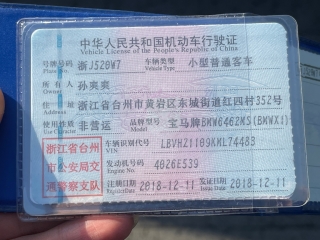 中华人民共和国机动车行驶证
Vehicle License of the People's Republic of China
号牌号码 浙J520W7 车辆类型 小型普通客车
Plate No. Vehicle Type
所有人 孙爽爽
Owner
住址 浙江省台州市黄岩区东城街道红四村352号
Address
使用性质 非营运 品牌型号 宝马牌BMW6462MS(BMWX1)
Use Character Model
浙江省台州市公安局交通警察支队 车辆识别代号 LBVHZ1109KML74483
VIN
发动机号码 4026E539
Engine No.
注册日期 2018-12-11 发证日期 2018-12-11
Register Date Issue Date